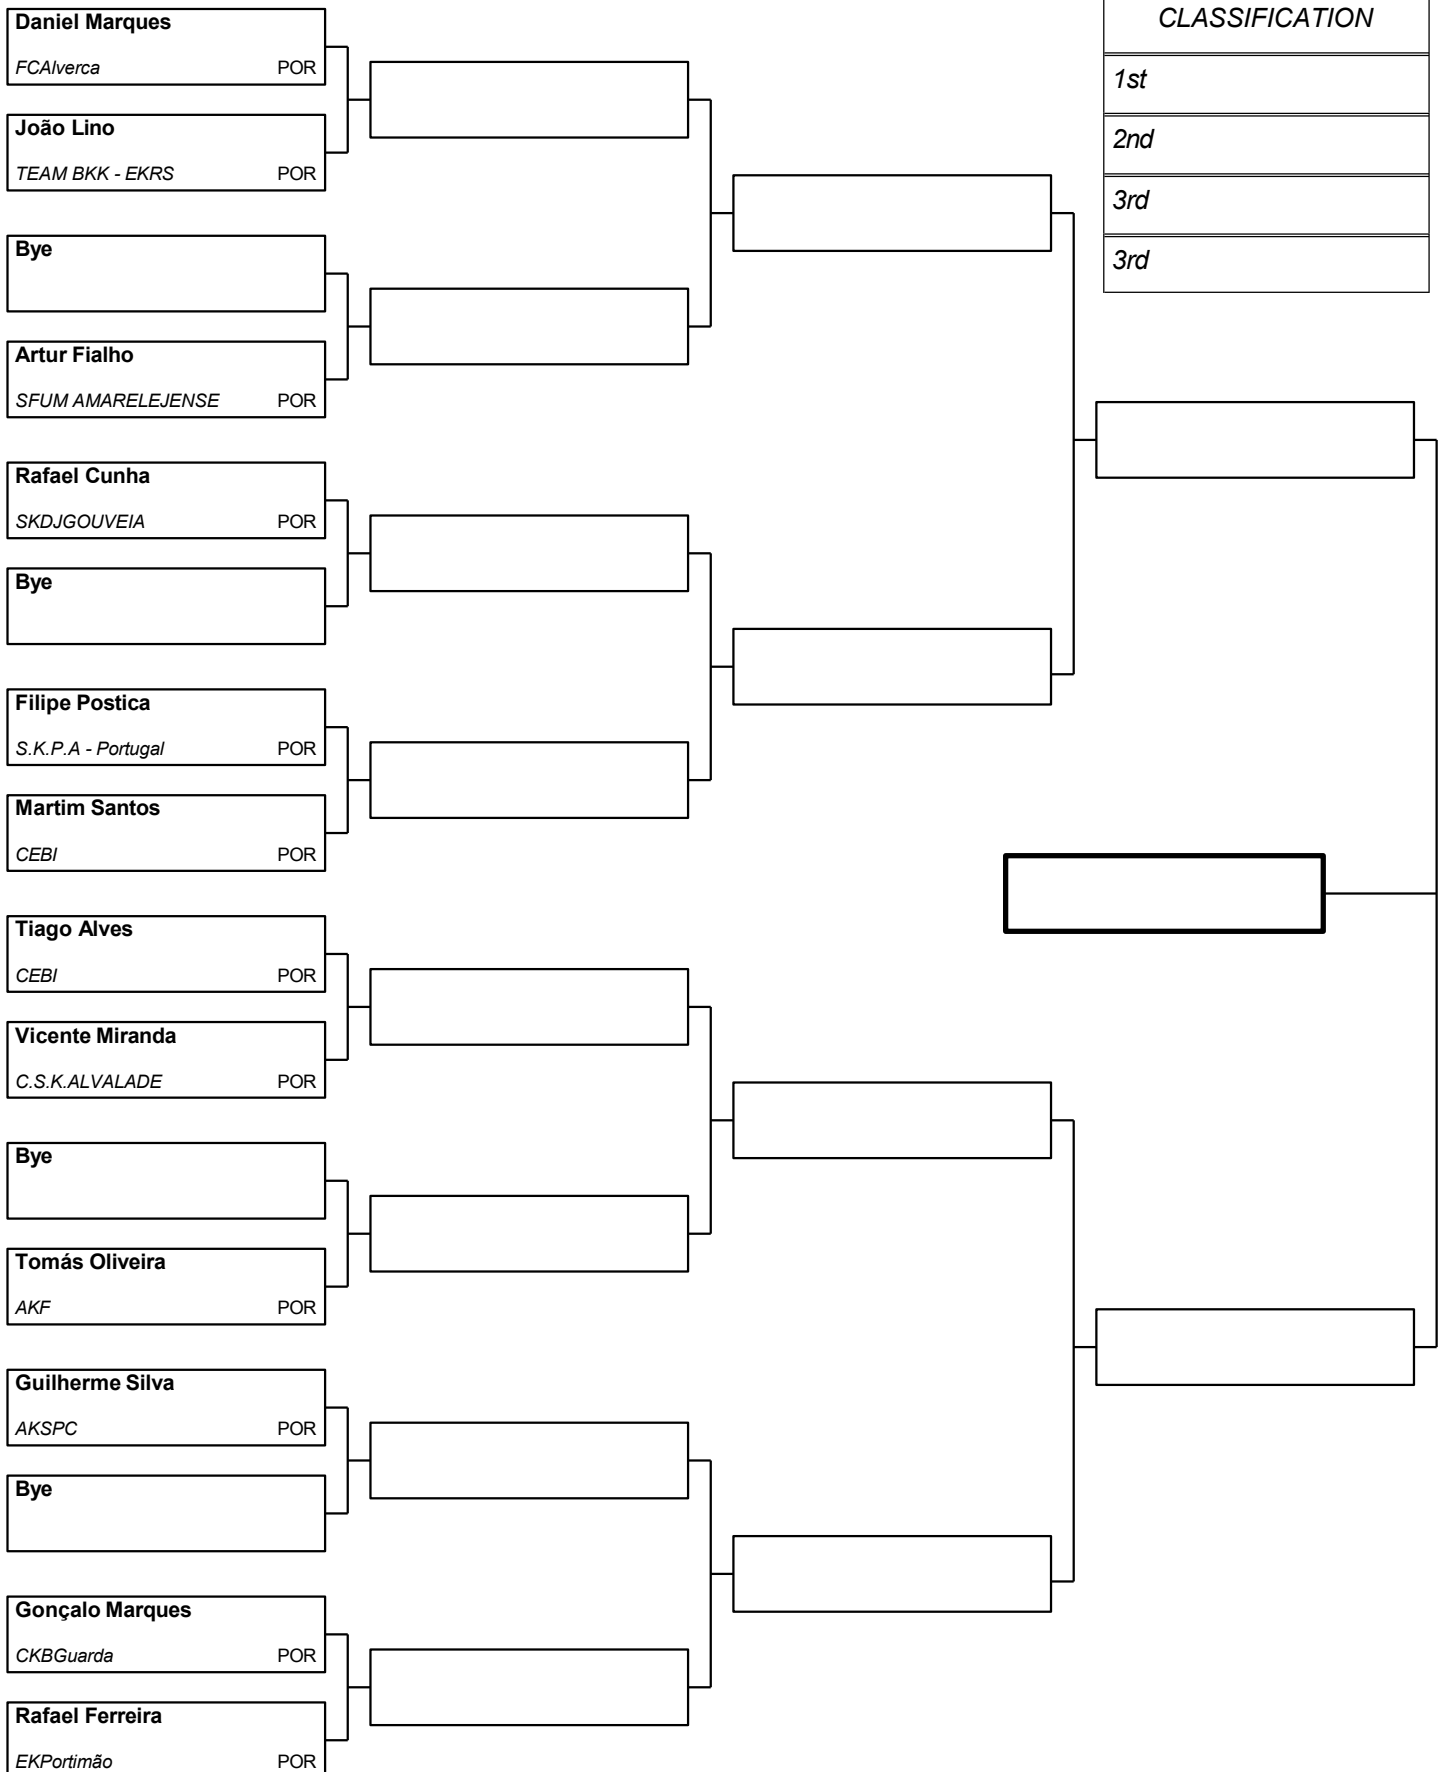 Daniel Marques
FCAlverca POR
João Lino
TEAM BKK - EKRS POR
Bye
Artur Fialho
SFUM AMARELEJENSE POR
Rafael Cunha
SKDJGOUVEIA POR
Bye
Filipe Postica
S.K.P.A - Portugal POR
Martim Santos
CEBI POR
Tiago Alves
CEBI POR
Vicente Miranda
C.S.K.ALVALADE POR
Bye
Tomás Oliveira
AKF POR
Guilherme Silva
AKSPC POR
Bye
Gonçalo Marques
CKBGuarda POR
Rafael Ferreira
EKPortimão POR
CLASSIFICATION
1st
2nd
3rd
3rd